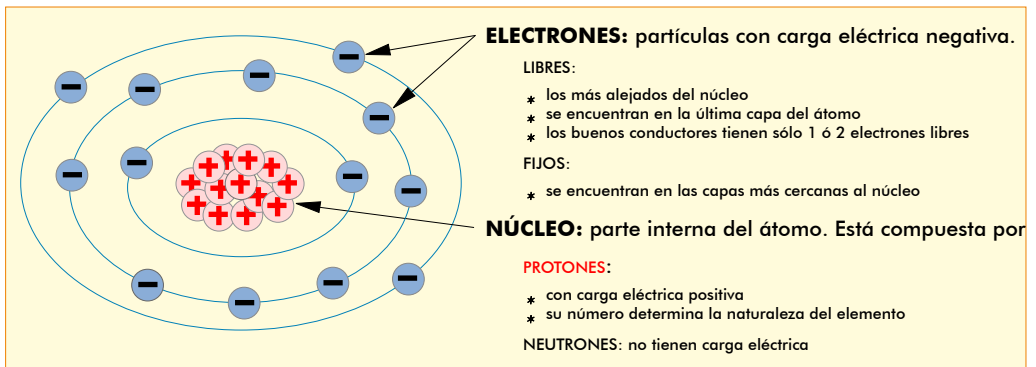 ELECTRONES: partículas con carga eléctrica negativa.
LIBRES:
* los más alejados del núcleo
* se encuentran en la última capa del átomo
* los buenos conductores tienen sólo 1 ó 2 electrones libres
FIJOS:
* se encuentran en las capas más cercanas al núcleo
NÚCLEO: parte interna del átomo. Está compuesta por
PROTONES:
* con carga eléctrica positiva
* su número determina la naturaleza del elemento
NEUTRONES: no tienen carga eléctrica